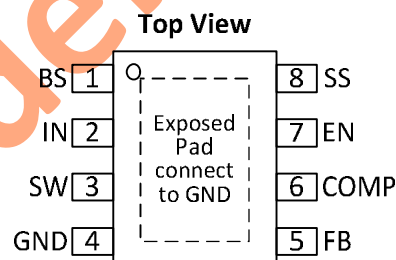 Top View
BS 1
8 SS
IN 2
7 EN
SW 3
6 COMP
GND 4
5 FB
Exposed
Pad
connect
to GND